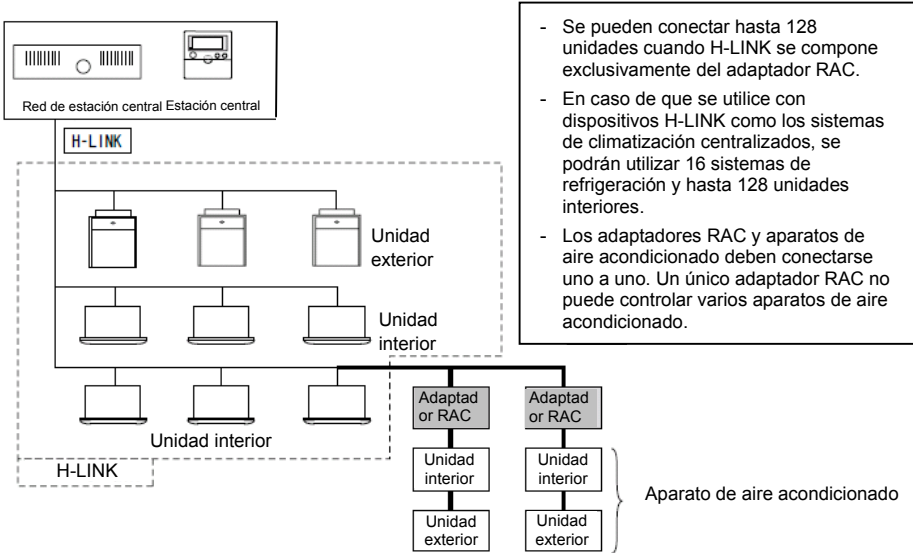 Red de estación central
Estación central
H-LINK
Unidad
exterior
Unidad
interior
Unidad interior
H-LINK
Adaptad
or RAC
Adaptad
or RAC
Unidad
interior
Unidad
interior
Unidad
exterior
Unidad
exterior
Aparato de aire acondicionado
- Se pueden conectar hasta 128
unidades cuando H-LINK se compone
exclusivamente del adaptador RAC.
- En caso de que se utilice con
dispositivos H-LINK como los sistemas
de climatización centralizados, se
podrán utilizar 16 sistemas de
refrigeración y hasta 128 unidades
interiores.
- Los adaptadores RAC y aparatos de
aire acondicionado deben conectarse
uno a uno. Un único adaptador RAC no
puede controlar varios aparatos de aire
acondicionado.